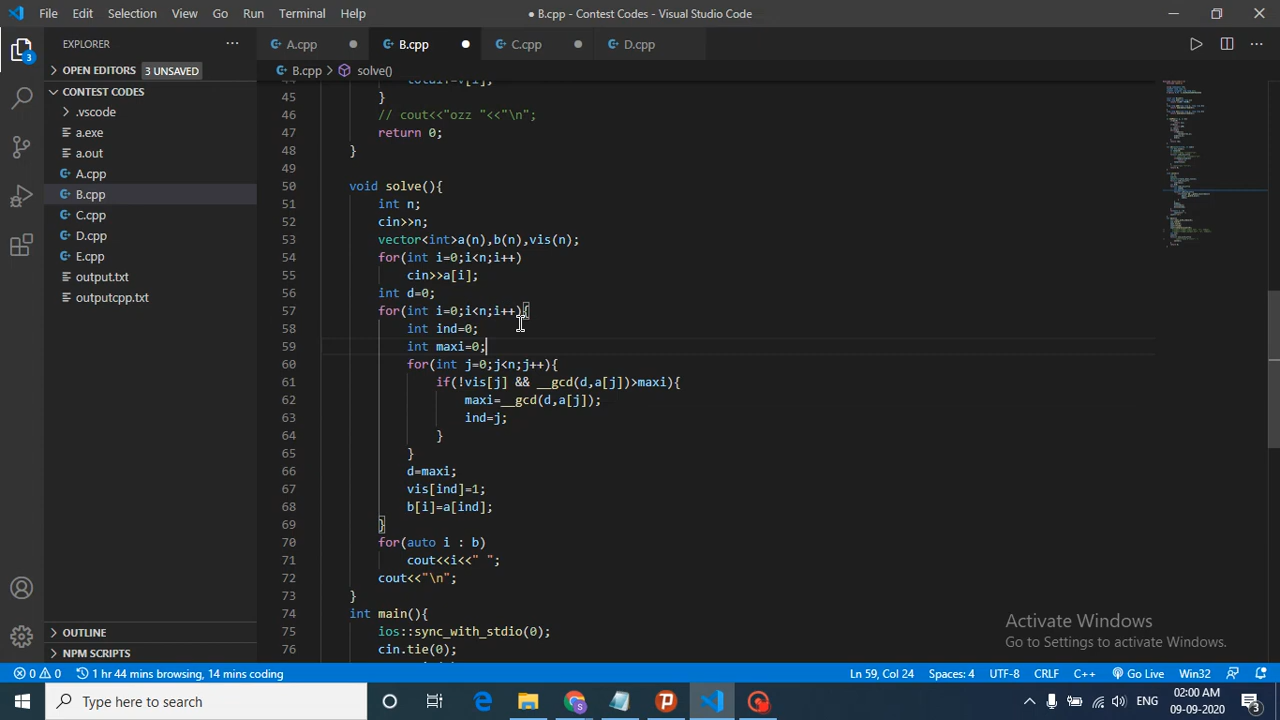 File Edit Selection View Go Run Terminal Help
● B.cpp - Contest Codes - Visual Studio Code
EXPLORER
A.cpp
B.cpp
C.cpp
D.cpp
OPEN EDITORS 3 UNSAVED
B.cpp > solve()
CONTEST CODES
.vscode
a.exe
a.out
A.cpp
B.cpp
C.cpp
D.cpp
E.cpp
output.txt
outputcpp.txt
3
45 }
46 // cout<<"ozz "<<"\n";
47 return 0;
48 }
49
50 void solve(){
51 int n;
52 cin>>n;
53 vector<int>a(n),b(n),vis(n);
54 for(int i=0;i<n;i++)
55 cin>>a[i];
56 int d=0;
57 for(int i=0;i<n;i++){
58 int ind=0;
59 int maxi=0;
60 for(int j=0;j<n;j++){
61 if(!vis[j] && __gcd(d,a[j])>maxi){
62 maxi=__gcd(d,a[j]);
63 ind=j;
64 }
65 }
66 d=maxi;
67 vis[ind]=1;
68 b[i]=a[ind];
69 }
70 for(auto i : b)
71 cout<<i<<" ";
72 cout<<"\n";
73 }
74 int main(){
75 ios::sync_with_stdio(0);
76 cin.tie(0);
OUTLINE
NPM SCRIPTS
Activate Windows
Go to Settings to activate Windows.
0 0 1 hr 44 mins browsing, 14 mins coding
Ln 59, Col 24 Spaces: 4 UTF-8 CRLF C++ Go Live Win32
Type here to search
ENG
02:00 AM
09-09-2020
3